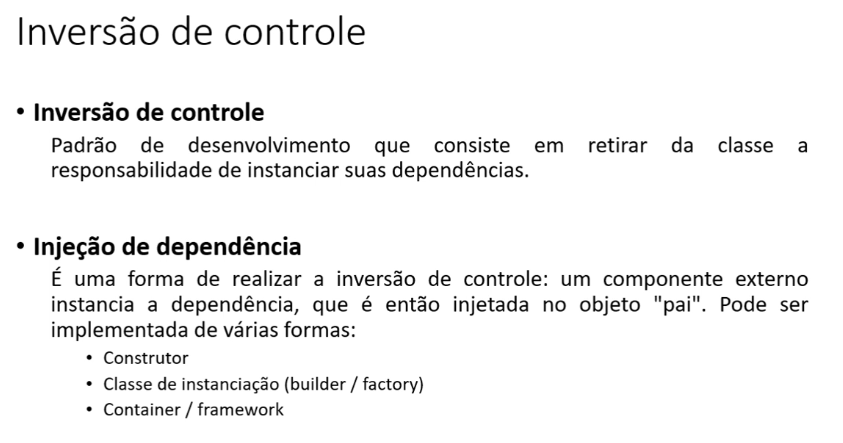 Inversão de controle
• Inversão de controle
Padrão de desenvolvimento que consiste em retirar da classe a
responsabilidade de instanciar suas dependências.
• Injeção de dependência
É uma forma de realizar a inversão de controle: um componente externo
instancia a dependência, que é então injetada no objeto "pai". Pode ser
implementada de várias formas:
• Construtor
• Classe de instanciação (builder / factory)
• Container / framework